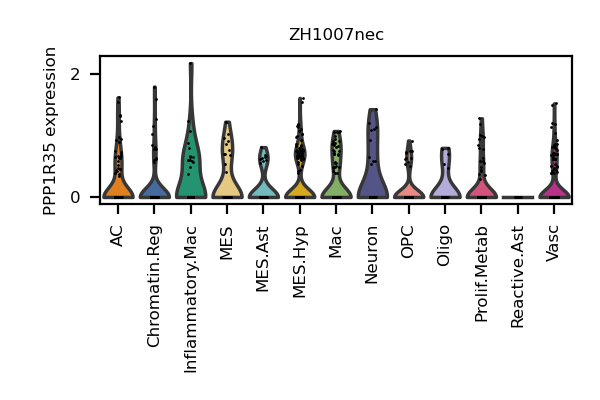 ZH1007nec
PPP1R35 expression
2
0
AC
Chromatin.Reg
Inflammatory.Mac
MES
MES.Ast
MES.Hyp
Mac
Neuron
OPC
Oligo
Prolif.Metab
Reactive.Ast
Vasc